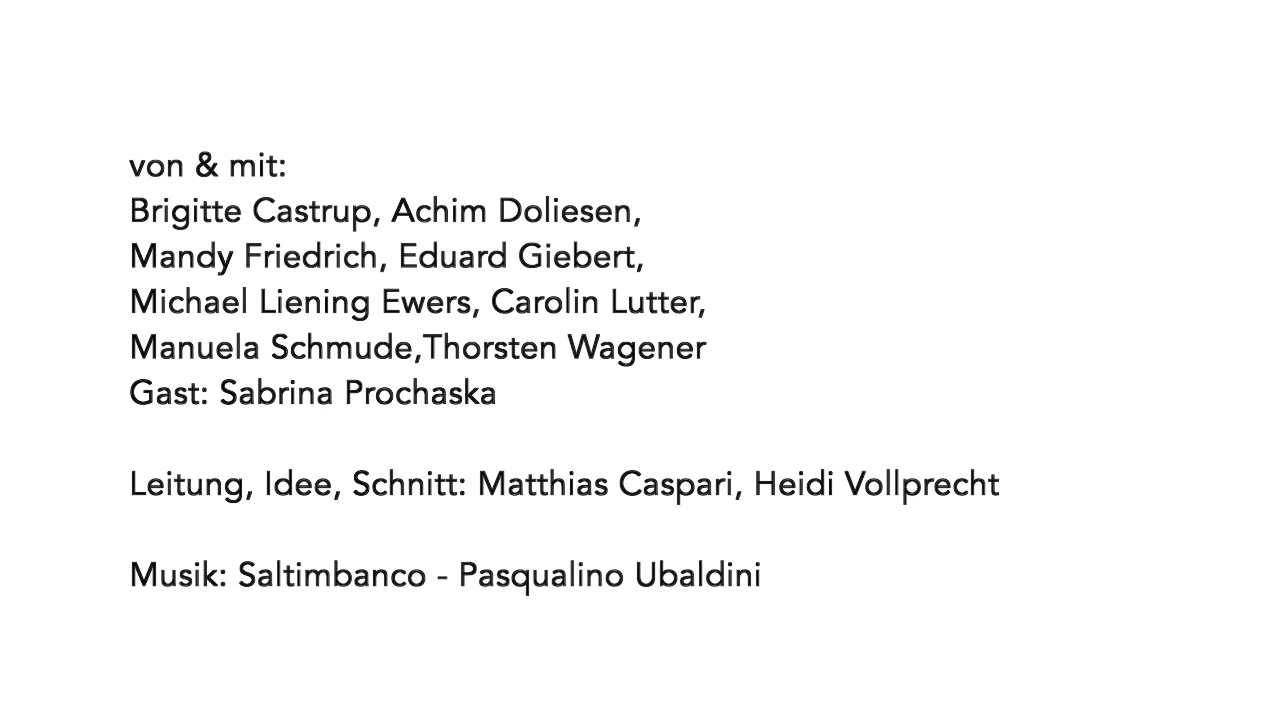 von & mit:
Brigitte Castrup, Achim Doliesen,
Mandy Friedrich, Eduard Giebert,
Michael Liening Ewers, Carolin Lutter,
Manuela Schmude,Thorsten Wagener
Gast: Sabrina Prochaska
Leitung, Idee, Schnitt: Matthias Caspari, Heidi Vollprecht
Musik: Saltimbanco - Pasqualino Ubaldini